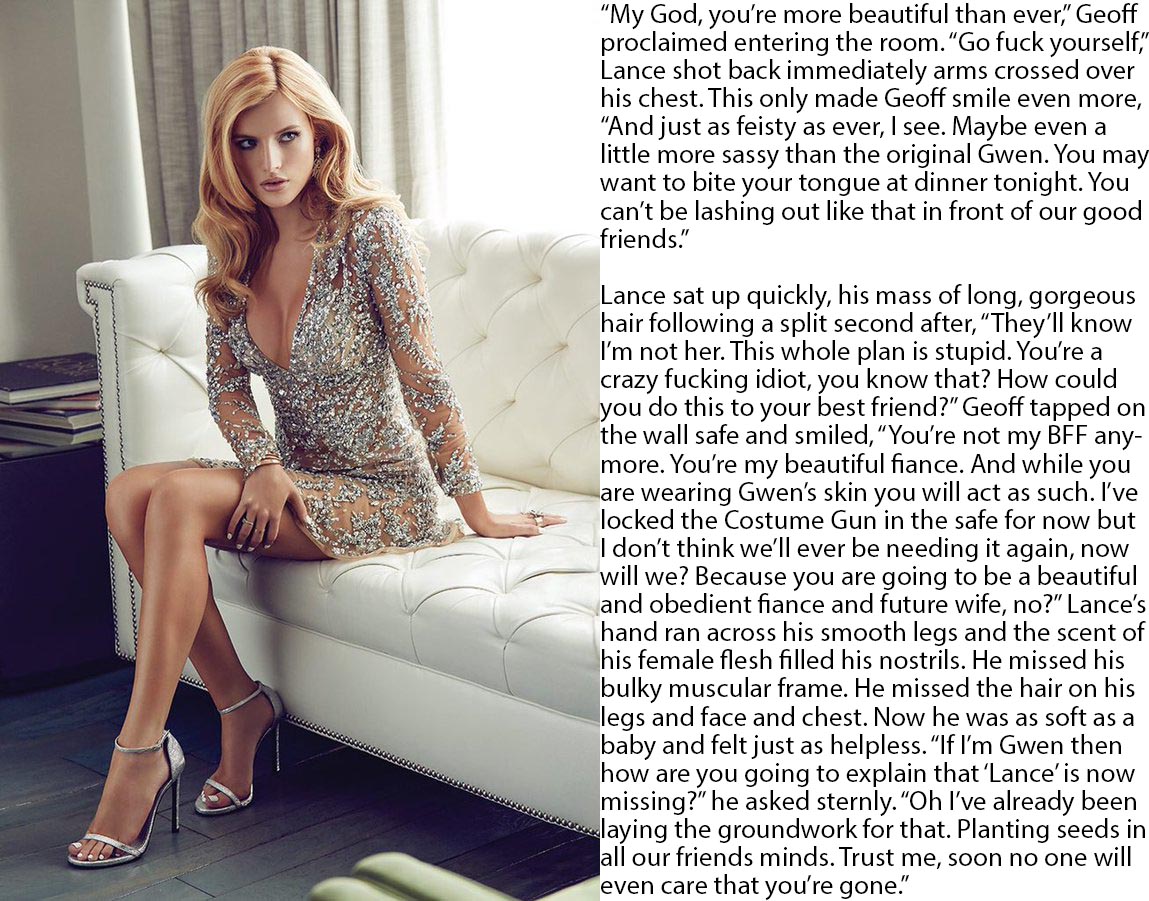 “My God, you’re more beautiful than ever,” Geoff
proclaimed entering the room. “Go fuck yourself,”
Lance shot back immediately arms crossed over
his chest. This only made Geoff smile even more,
“And just as feisty as ever, I see. Maybe even a
little more sassy than the original Gwen. You may
want to bite your tongue at dinner tonight. You
can’t be lashing out like that in front of our good
friends.”

Lance sat up quickly, his mass of long, gorgeous
hair following a split second after, “They’ll know
I’m not her. This whole plan is stupid. You’re a
crazy fucking idiot, you know that? How could
you do this to your best friend?” Geoff tapped on
the wall safe and smiled, “You’re not my BFF any-
more. You’re my beautiful fiance. And while you
are wearing Gwen’s skin you will act as such. I’ve
locked the Costume Gun in the safe for now but
I don’t think we’ll ever be needing it again, now
will we? Because you are going to be a beautiful
and obedient fiance and future wife, no?” Lance’s
hand ran across his smooth legs and the scent of
his female flesh filled his nostrils. He missed his
bulky muscular frame. He missed the hair on his
legs and face and chest. Now he was as soft as a
baby and felt just as helpless. “If I’m Gwen then
how are you going to explain that ‘Lance’ is now
missing?” he asked sternly. “Oh I’ve already been
laying the groundwork for that. Planting seeds in
all our friends minds. Trust me, soon no one will
even care that you’re gone.”